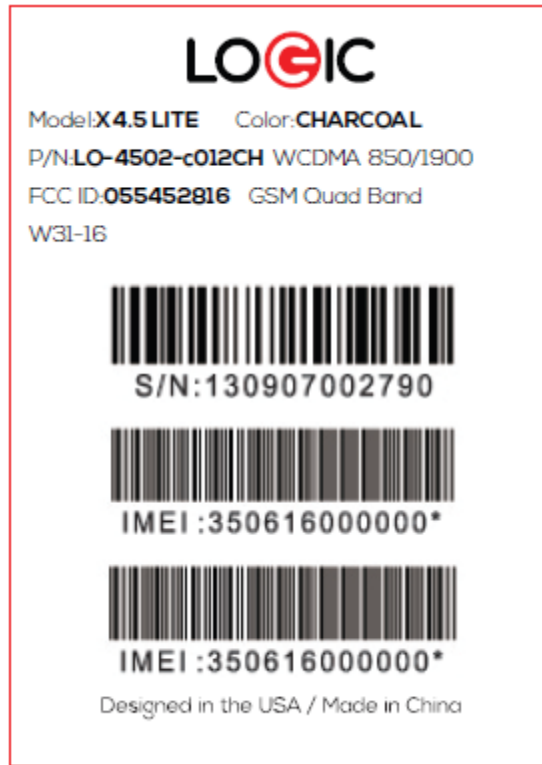 LOGIC
Model:X4.5 LITE Color:CHARCOAL
P/N:LO-4502-c012CH WCDMA 850/1900
FCC ID:055452816 GSM Quad Band
W31-16
S/N:130907002790
IMEI:350616000000*
IMEI:350616000000*
Designed in the USA / Made in China